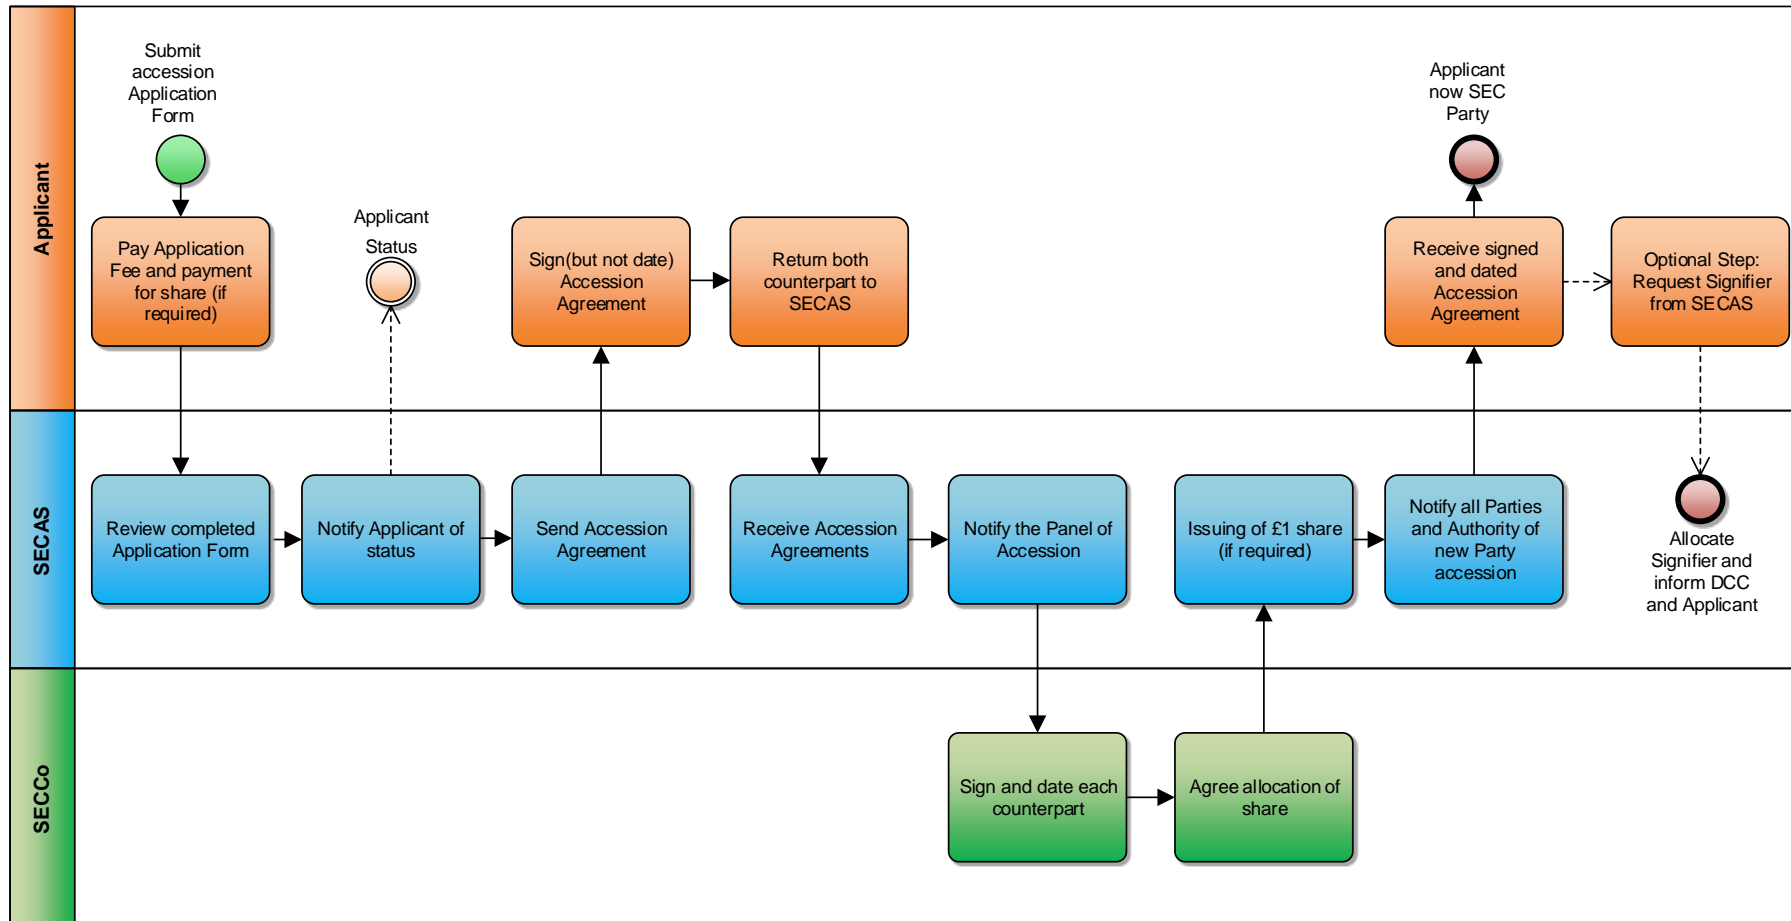 Applicant
Submit
accession
Application
Form
Pay Application
Fee and payment
for share (if
required)
Applicant
Status
Sign(but not date)
Accession
Agreement
Return both
counterpart to
SECAS
Applicant
now SEC
Party
Receive signed
and dated
Accession
Agreement
Optional Step:
Request Signifier
from SECAS
SECAS
Review completed
Application Form
Notify Applicant of
status
Send Accession
Agreement
Receive Accession
Agreements
Notify the Panel of
Accession
Issuing of £1 share
(if required)
Notify all Parties
and Authority of
new Party
accession
Allocate
Signifier and
inform DCC
and Applicant
SECCo
Sign and date each
counterpart
Agree allocation of
share